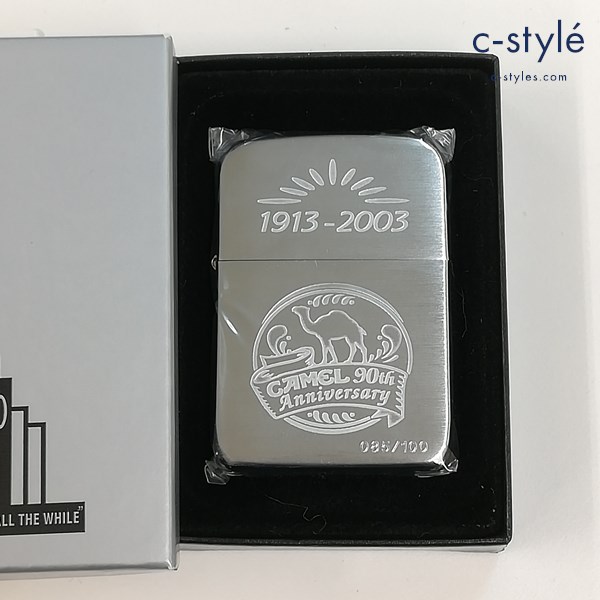 c-stylé
c-styles.com
1913-2003
CAMEL 90th
Anniversary
085/100
ALL THE WHILE"